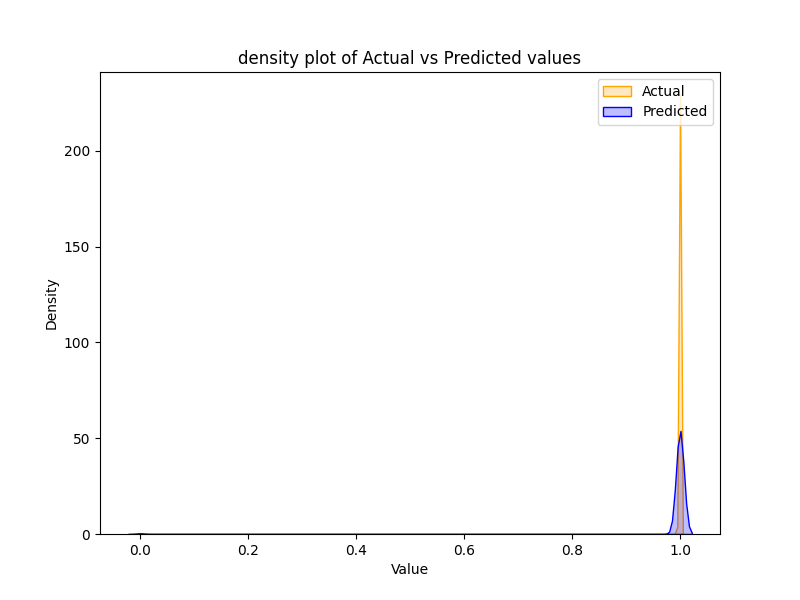 density plot of Actual vs Predicted values
Actual
Predicted
200
150
100
50
0
Density
0.0 0.2 0.4 0.6 0.8 1.0
Value